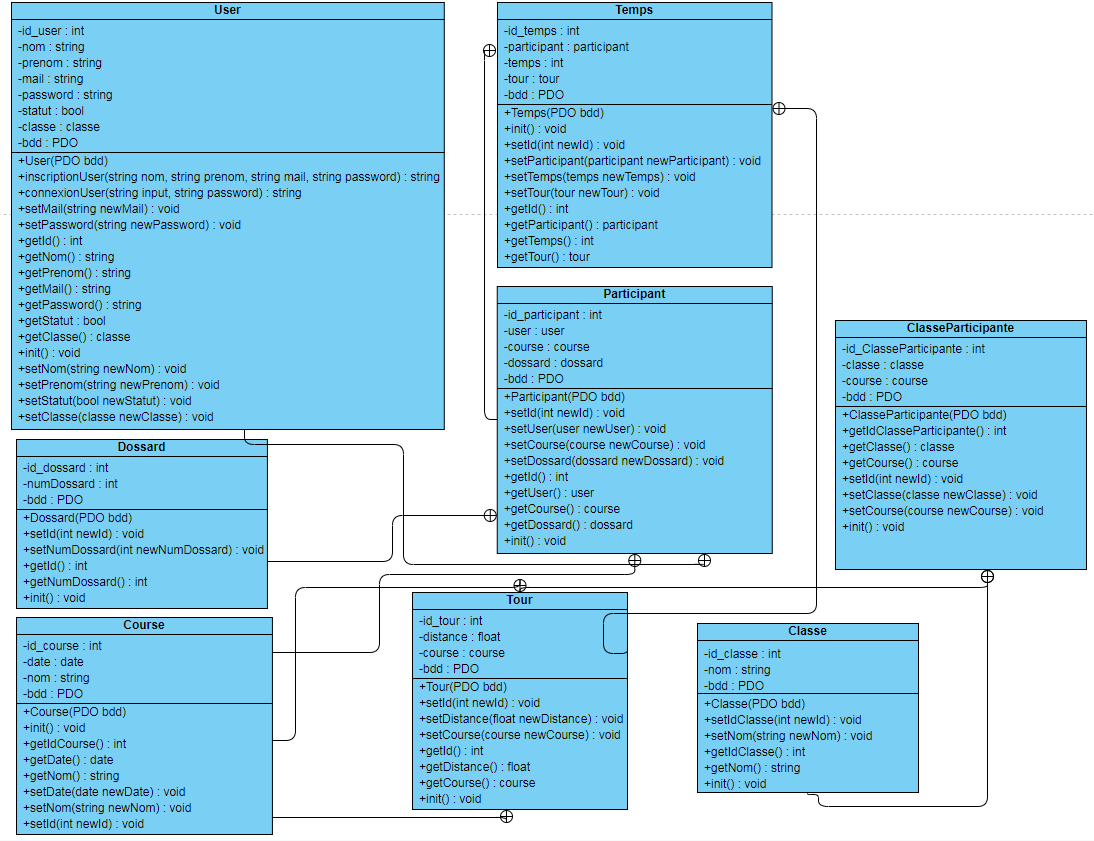 User
-id_user : int
-nom : string
-prenom : string
-mail : string
-password : string
-statut : bool
-classe : classe
-bdd : PDO
+User(PDO bdd)
+inscriptionUser(string nom, string prenom, string mail, string password) : string
+connexionUser(string input, string password) : string
+setMail(string newMail) : void
+setPassword(string newPassword) : void
+getId() : int
+getNom() : string
+getPrenom() : string
+getMail() : string
+getPassword() : string
+getStatut : bool
+getClasse() : classe
+init() : void
+setNom(string newNom) : void
+setPrenom(string newPrenom) : void
+setStatut(bool newStatut) : void
+setClasse(classe newClasse) : void
Temps
-id_temps : int
-participant : participant
-temps : int
-tour : tour
-bdd : PDO
+Temps(PDO bdd)
+init() : void
+setId(int newId) : void
+setParticipant(participant newParticipant) : void
+setTemps(temps newTemps) : void
+setTour(tour newTour) : void
+getId() : int
+getParticipant() : participant
+getTemps() : int
+getTour() : tour
Participant
-id_participant : int
-user : user
-course : course
-dossard : dossard
-bdd : PDO
+Participant(PDO bdd)
+setId(int newId) : void
+setUser(user newUser) : void
+setCourse(course newCourse) : void
+setDossard(dossard newDossard) : void
+getId() : int
+getUser() : user
+getCourse() : course
+getDossard() : dossard
+init() : void
ClasseParticipante
-id_ClasseParticipante : int
-classe : classe
-course : course
-bdd : PDO
+ClasseParticipante(PDO bdd)
+getIdClasseParticipante() : int
+getClasse() : classe
+getCourse() : course
+setId(int newId) : void
+setClasse(classe newClasse) : void
+setCourse(course newCourse) : void
+init() : void
Dossard
-id_dossard : int
-numDossard : int
-bdd : PDO
+Dossard(PDO bdd)
+setId(int newId) : void
+setNumDossard(int newNumDossard) : void
+getId() : int
+getNumDossard() : int
+init() : void
Course
-id_course : int
-date : date
-nom : string
-bdd : PDO
+Course(PDO bdd)
+init() : void
+getIdCourse() : int
+getDate() : date
+getNom() : string
+setDate(date newDate) : void
+setNom(string newNom) : void
+setId(int newId) : void
Tour
-id_tour : int
-distance : float
-course : course
-bdd : PDO
+Tour(PDO bdd)
+setId(int newId) : void
+setDistance(float newDistance) : void
+setCourse(course newCourse) : void
+getId() : int
+getDistance() : float
+getCourse() : course
+init() : void
Classe
-id_classe : int
-nom : string
-bdd : PDO
+Classe(PDO bdd)
+setIdClasse(int newId) : void
+setNom(string newNom) : void
+getIdClasse() : int
+getNom() : string
+init() : void